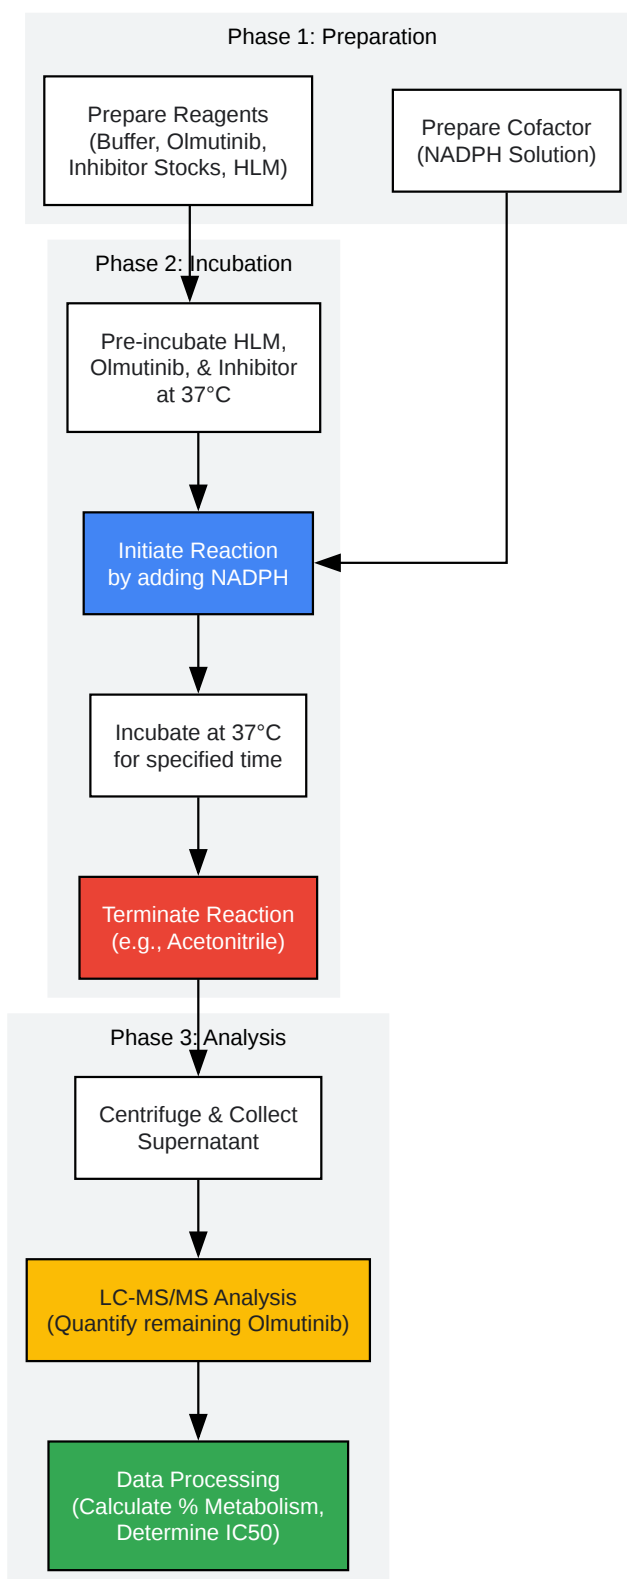 Phase 1: Preparation
Prepare Reagents
(Buffer, Olmutinib,
Inhibitor Stocks, HLM)
Prepare Cofactor
(NADPH Solution)
Phase 2: Incubation
Pre-incubate HLM,
Olmutinib, & Inhibitor
at 37°C
Initiate Reaction
by adding NADPH
Incubate at 37°C
for specified time
Terminate Reaction
(e.g., Acetonitrile)
Phase 3: Analysis
Centrifuge & Collect
Supernatant
LC-MS/MS Analysis
(Quantify remaining Olmutinib)
Data Processing
(Calculate % Metabolism,
Determine IC50)